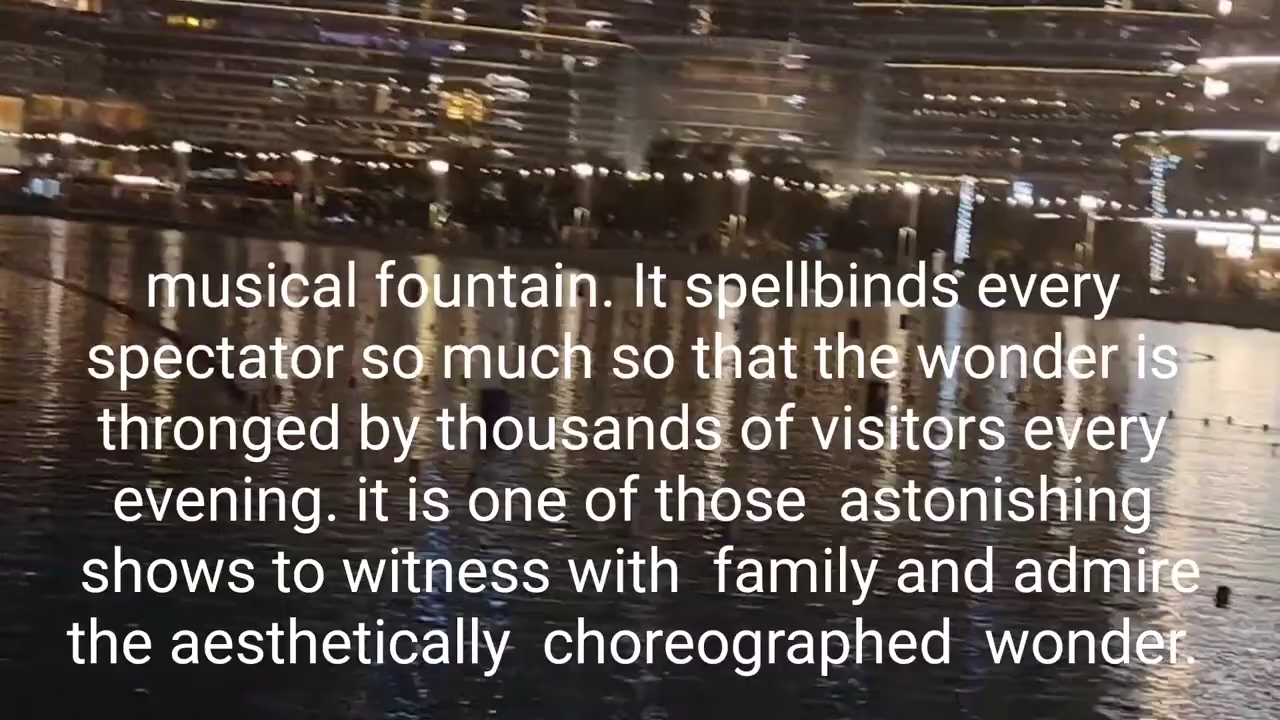 musical fountain. It spellbinds every
spectator so much so that the wonder is
thronged by thousands of visitors every
evening. it is one of those  astonishing
shows to witness with  family and admire
the aesthetically  choreographed  wonder.